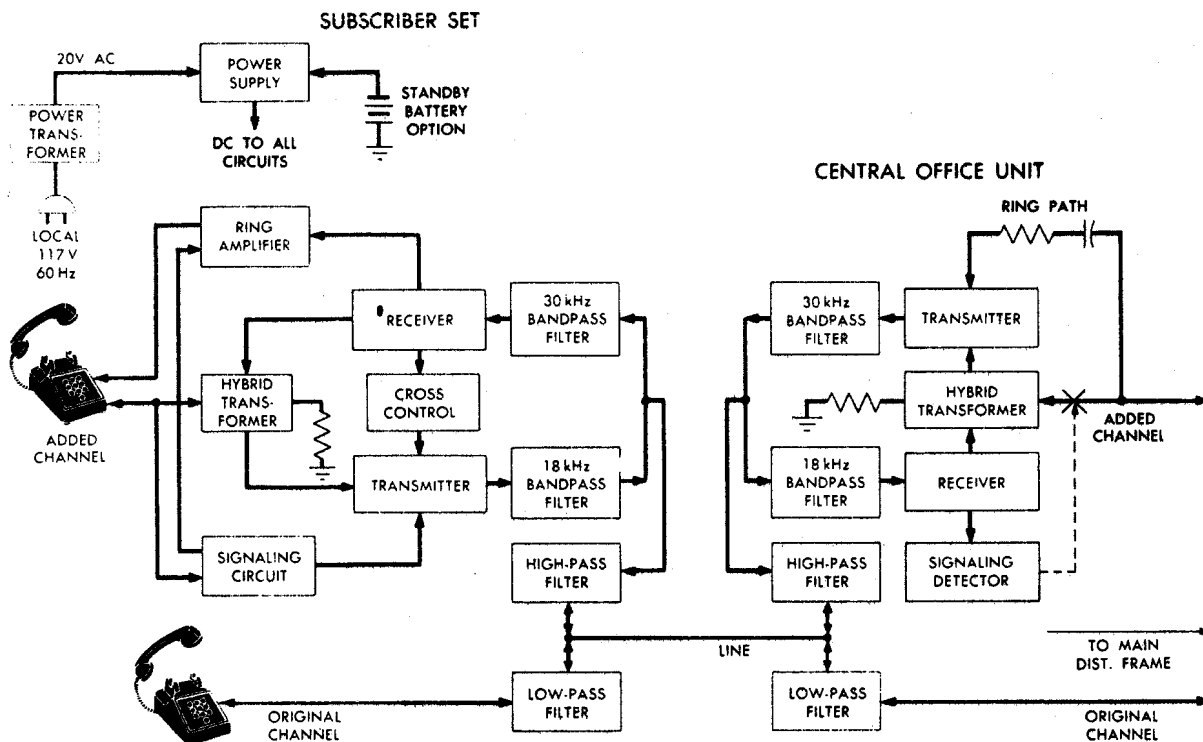 SUBSCRIBER SET
20V AC
POWER
SUPPLY
STANDBY
BATTERY
OPTION
POWER
TRANS-
FORMER
DC TO ALL
CIRCUITS
LOCAL
117 V
60 Hz
RING
AMPLIFIER
RECEIVER
30 kHz
BANDPASS
FILTER
HYBRID
TRANS-
FORMER
CROSS
CONTROL
ADDED
CHANNEL
TRANSMITTER
18 kHz
BANDPASS
FILTER
SIGNALING
CIRCUIT
HIGH-PASS
FILTER
LOW-PASS
FILTER
ORIGINAL
CHANNEL
LINE
CENTRAL OFFICE UNIT
RING PATH
30 kHz
BANDPASS
FILTER
TRANSMITTER
HYBRID
TRANSFORMER
ADDED
CHANNEL
18 kHz
BANDPASS
FILTER
RECEIVER
HIGH-PASS
FILTER
SIGNALING
DETECTOR
TO MAIN
DIST. FRAME
LOW-PASS
FILTER
ORIGINAL
CHANNEL